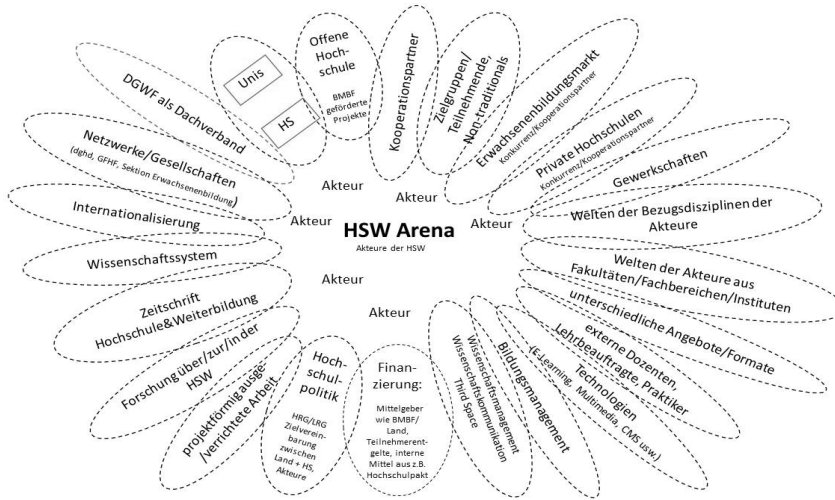 DGWF als Dachverband
Unis
HS
Offene
Hoch-
schule
BMBF
geförderte
Projekte
Kooperationspartner
Zielgruppen/
Teilnehmende,
Non-traditionals
Erwachsenenbildungsmarkt
Konkurrenz/Kooperationspartner
Private Hochschulen
Konkurrenz/Kooperationspartner
Gewerkschaften
Welten der Bezugsdisziplinen der
Akteure
Welten der Akteure aus
Fakultäten/Fachbereichen/Instituten
unterschiedliche Angebote/Formate
externe Dozenten,
Lehrbeauftragte, Praktiker
Technologien
(E-Learning, Multimedia, CMS usw.)
Bildungsmanagement
Wissenschaftsmanagement
Wissenschaftskommunikation
Third Space
Finan-
zierung:
Mittelgeber
wie BMBF/
Land,
Teilnehmerent-
gelte, interne
Mittel aus z.B.
Hochschulpakt
Hoch-
schul-
politik
HRG/LRG
Zielverein-
barung
zwischen
Land + HS,
Akteure
projektförmig ausge-
/verrichtete Arbeit
Forschung über/zur/in der
HSW
Zeitschrift
Hochschule&Weiterbildung
Wissenschaftssystem
Internationalisierung
Netzwerke/Gesellschaften
(dghd, GFHF, Sektion Erwachsenenbildung)
Akteur
Akteur
Akteur
Akteur
HSW Arena
Akteure der HSW
Akteur
Akteur